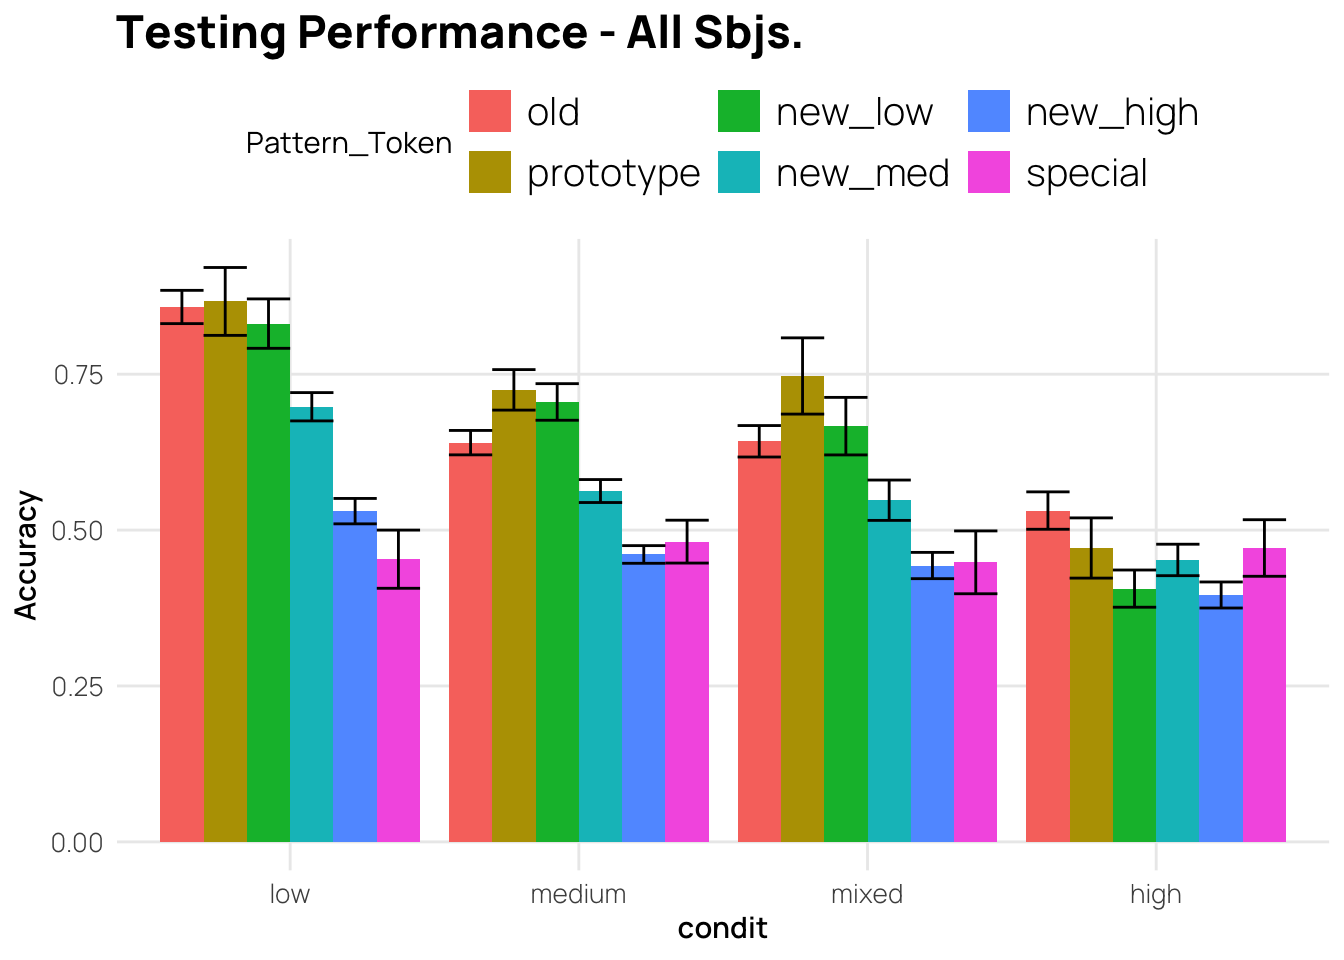 Testing Performance - All Sbjs.
Pattern_Token
old
new_low
new_high
prototype
new_med
special
Accuracy
0.75
0.50
0.25
0.00
low
medium
mixed
high
condit